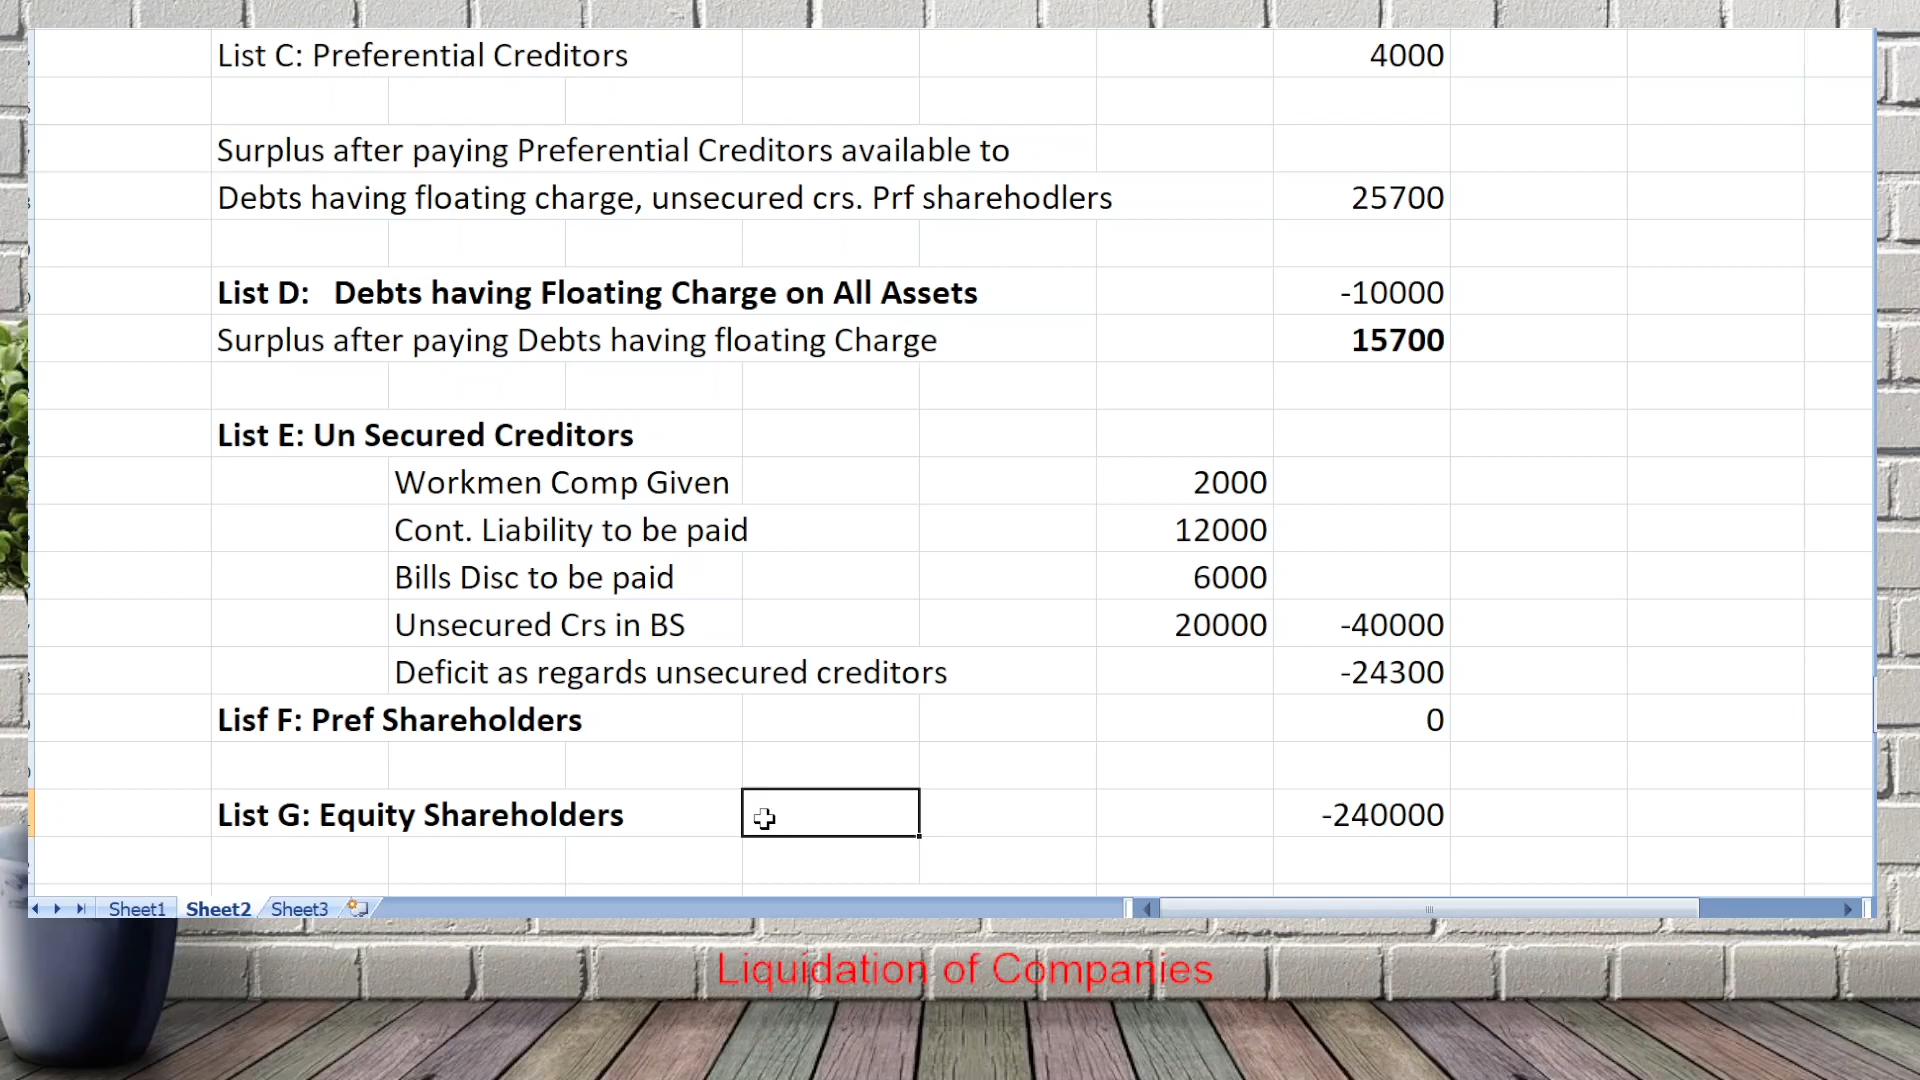 List C: Preferential Creditors 4000
Surplus after paying Preferential Creditors available to
Debts having floating charge, unsecured crs. Prf sharehodlers 25700
List D: Debts having Floating Charge on All Assets -10000
Surplus after paying Debts having floating Charge 15700
List E: Un Secured Creditors
Workmen Comp Given 2000
Cont. Liability to be paid 12000
Bills Disc to be paid 6000
Unsecured Crs in BS 20000 -40000
Deficit as regards unsecured creditors -24300
Lisf F: Pref Shareholders 0
List G: Equity Shareholders -240000
Sheet1 Sheet2 Sheet3
Liquidation of Companies